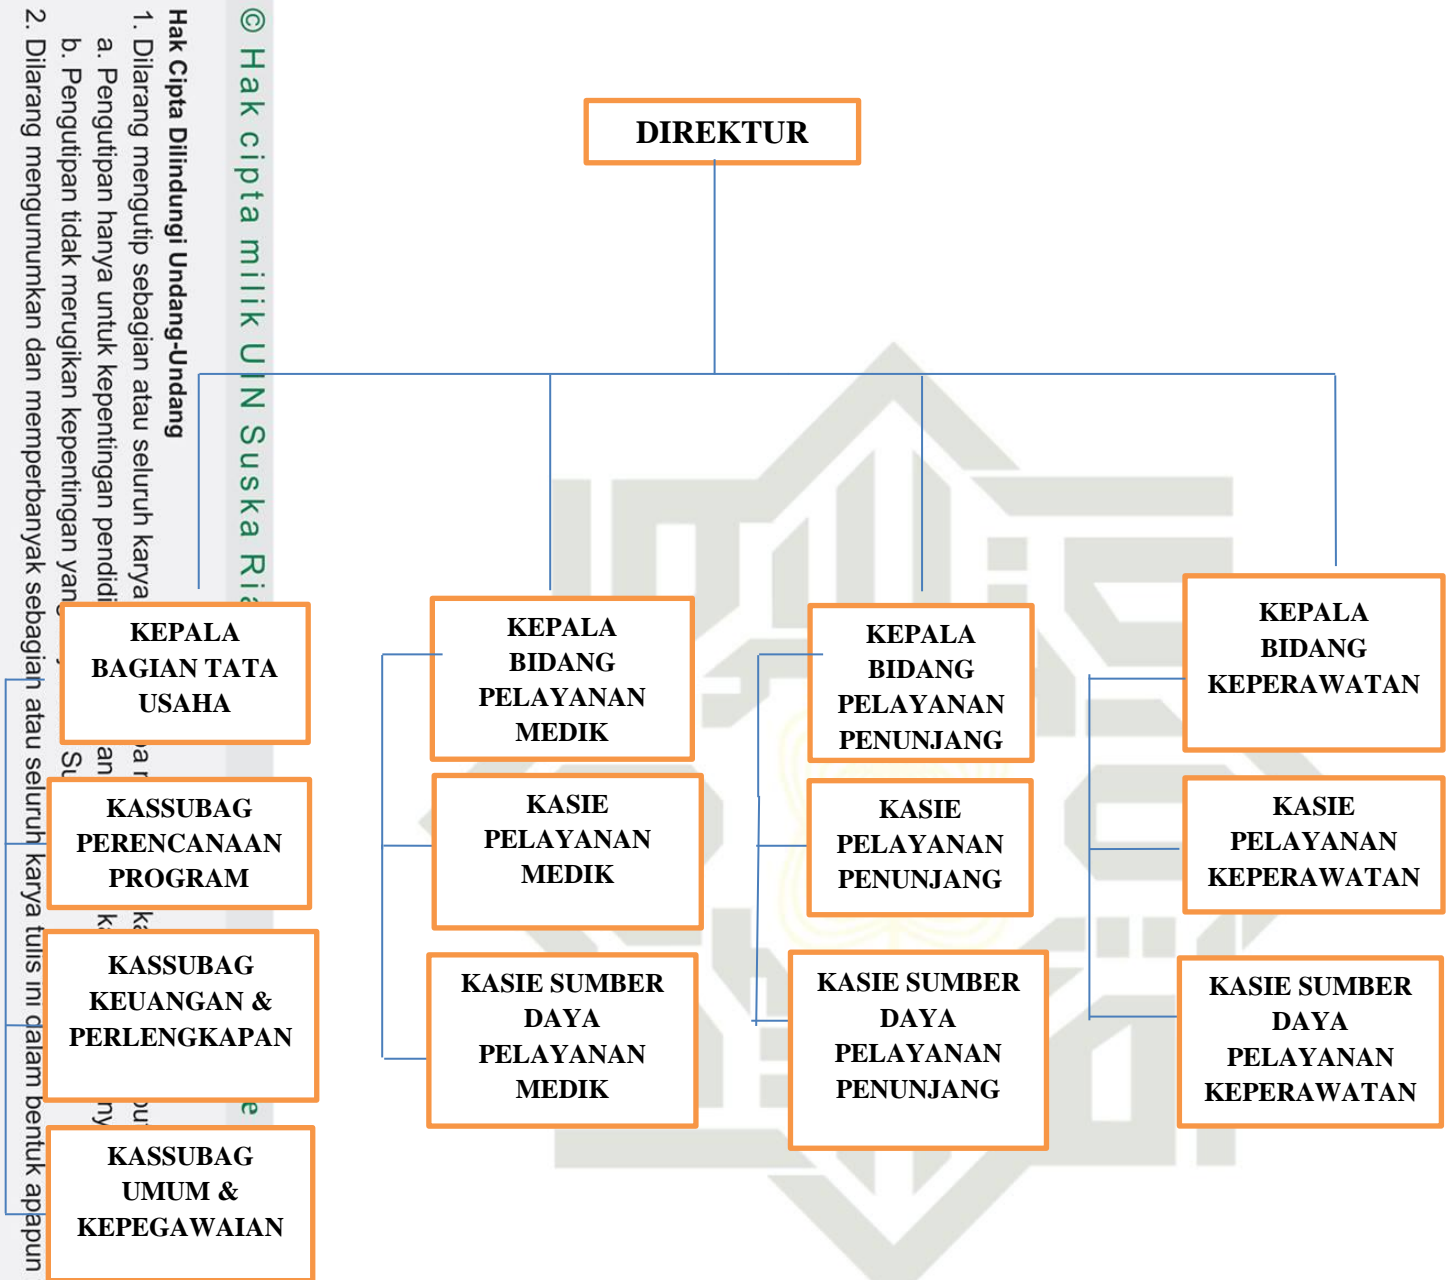 © Hak cipta milik UIN Suska
Hak Cipta Dilindungi Undang-Undang
1. Dilarang mengutip sebagian atau seluruh karya
a. Pengutipan hanya untuk kepentingan
b. Pengutipan tidak merugikan kepentingan
2. Dilarang mengumumkan dan memperbanyak sebagian atau seluruh karya tulis ini dalam bentuk apapun
DIREKTUR
KEPALA
BAGIAN TATA
USAHA
KASSUBAG
PERENCANAAN
PROGRAM
KASSUBAG
KEUANGAN &
PERLENGKAPAN
KASSUBAG
UMUM &
KEPEGAWAIAN
KEPALA
BIDANG
PELAYANAN
MEDIK
KASIE
PELAYANAN
MEDIK
KASIE SUMBER
DAYA
PELAYANAN
MEDIK
KEPALA
BIDANG
PELAYANAN
PENUNJANG
KASIE
PELAYANAN
PENUNJANG
KASIE SUMBER
DAYA
PELAYANAN
PENUNJANG
KEPALA
BIDANG
KEPERAWATAN
KASIE
PELAYANAN
KEPERAWATAN
KASIE SUMBER
DAYA
PELAYANAN
KEPERAWATAN